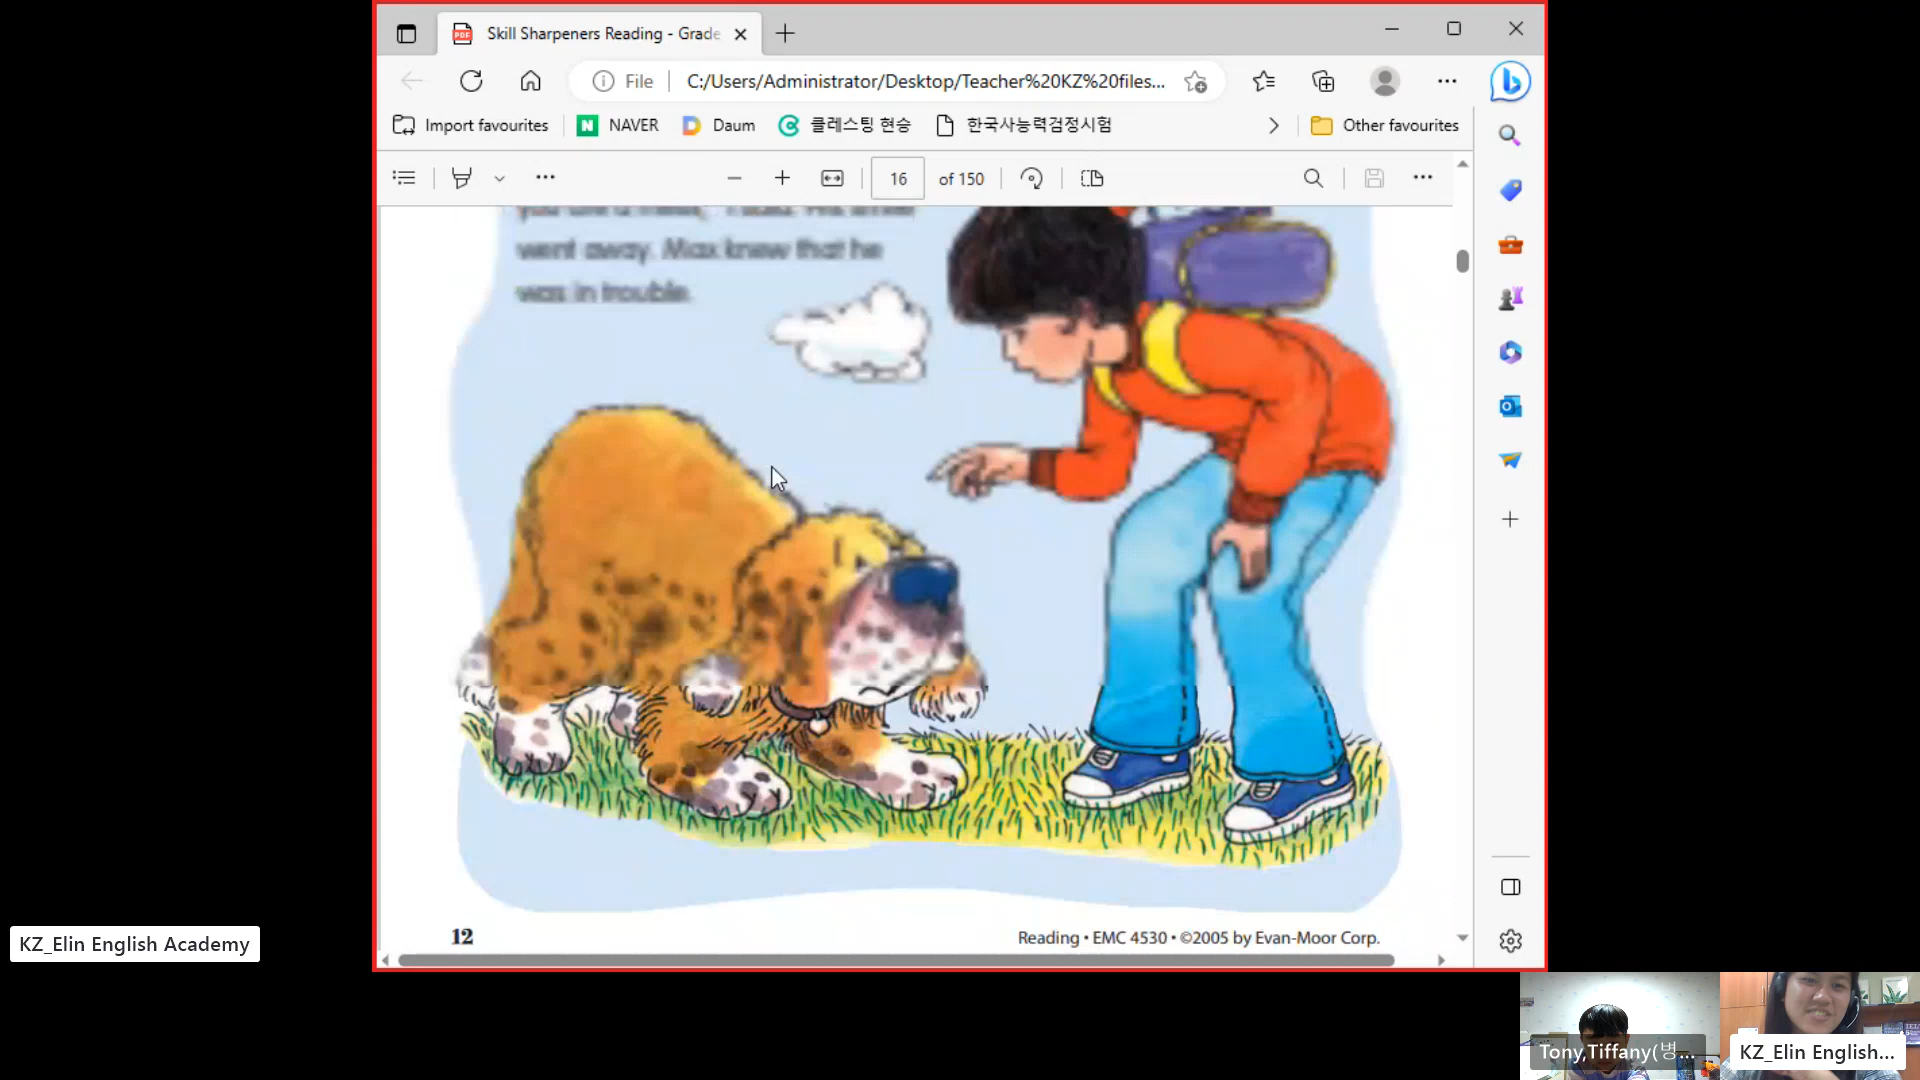 Skill Sharpeners Reading - Grade
File
C:/Users/Administrator/Desktop/Teacher%20KZ%20files...
Import favourites
NAVER
Daum
클래스팅 현승
한국사능력검정시험
Other favourites
16 of 150
went away. Max knew that he
was in trouble.
12
Reading • EMC 4530 • ©2005 by Evan-Moor Corp.
KZ_Elin English Academy
Tony,Tiffany(병...
KZ_Elin English...